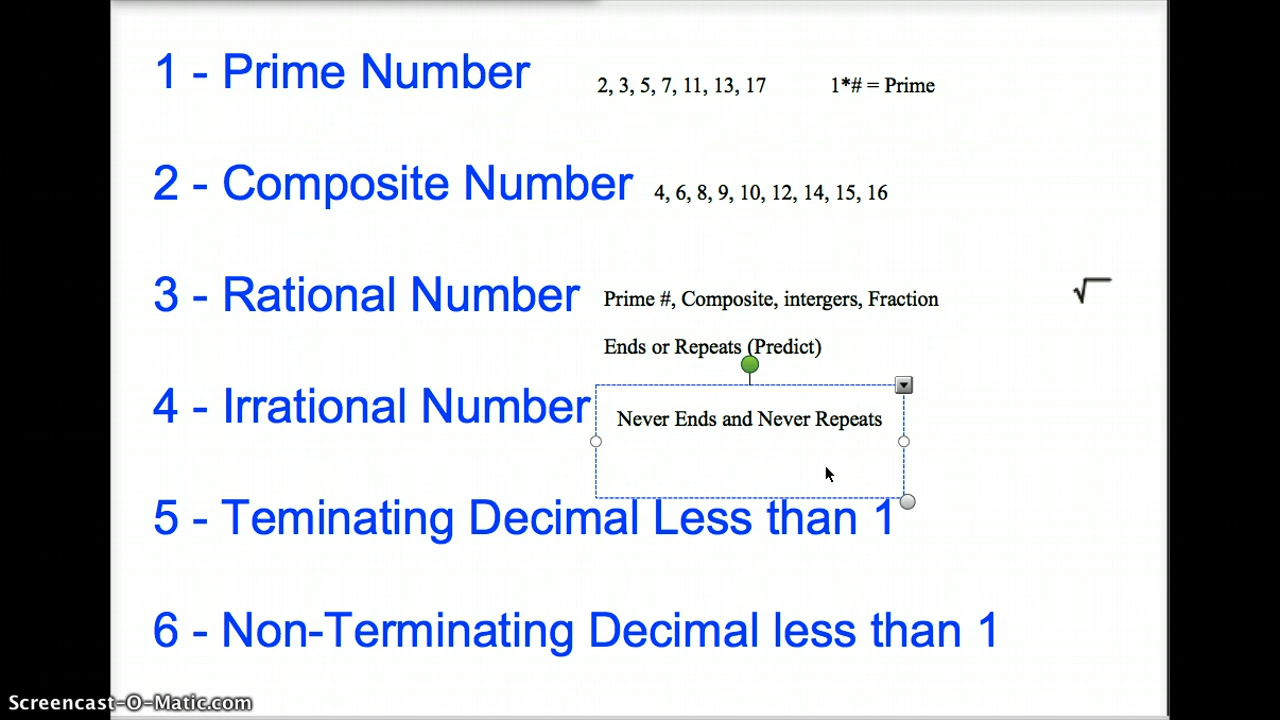 1 - Prime Number 2, 3, 5, 7, 11, 13, 17 1*# = Prime
2 - Composite Number 4, 6, 8, 9, 10, 12, 14, 15, 16
3 - Rational Number Prime #, Composite, intergers, Fraction √
Ends or Repeats (Predict)
4 - Irrational Number Never Ends and Never Repeats
5 - Teminating Decimal Less than 1
6 - Non-Terminating Decimal less than 1
Screencast-O-Matic.com